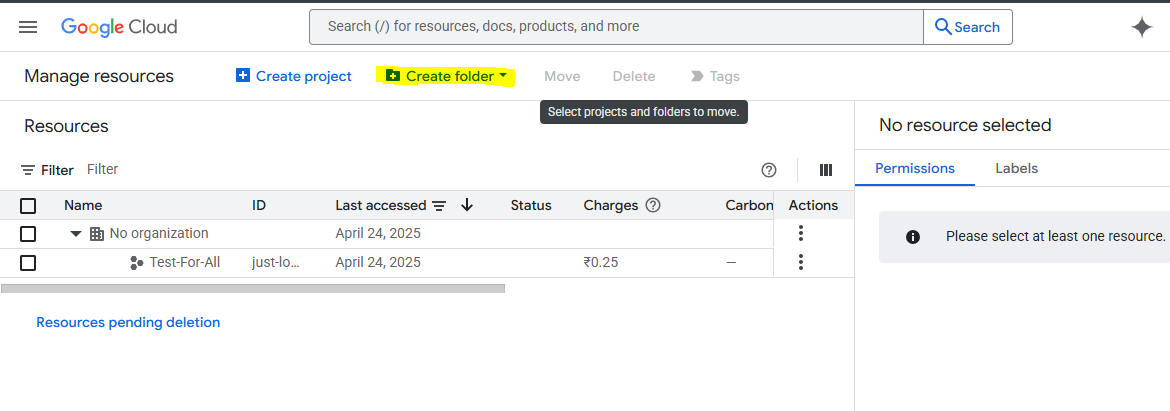 Google Cloud
Search (/) for resources, docs, products, and more
Search
Manage resources
Create project
Create folder
Move
Delete
Tags
Select projects and folders to move.
Resources
No resource selected
Filter Filter
Permissions Labels
Name ID Last accessed Status Charges Carbon Actions
No organization April 24, 2025
Please select at least one resource.
Test-For-All just-lo... April 24, 2025 ₹0.25 —
Resources pending deletion